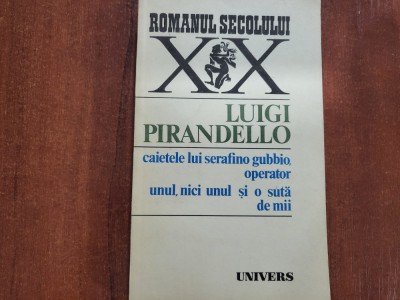 ROMANUL SECOLULUI
XX
LUIGI
PIRANDELLO
caietele lui serafino gubbio,
operator
unul, nici unul și o sută
de mii
UNIVERS